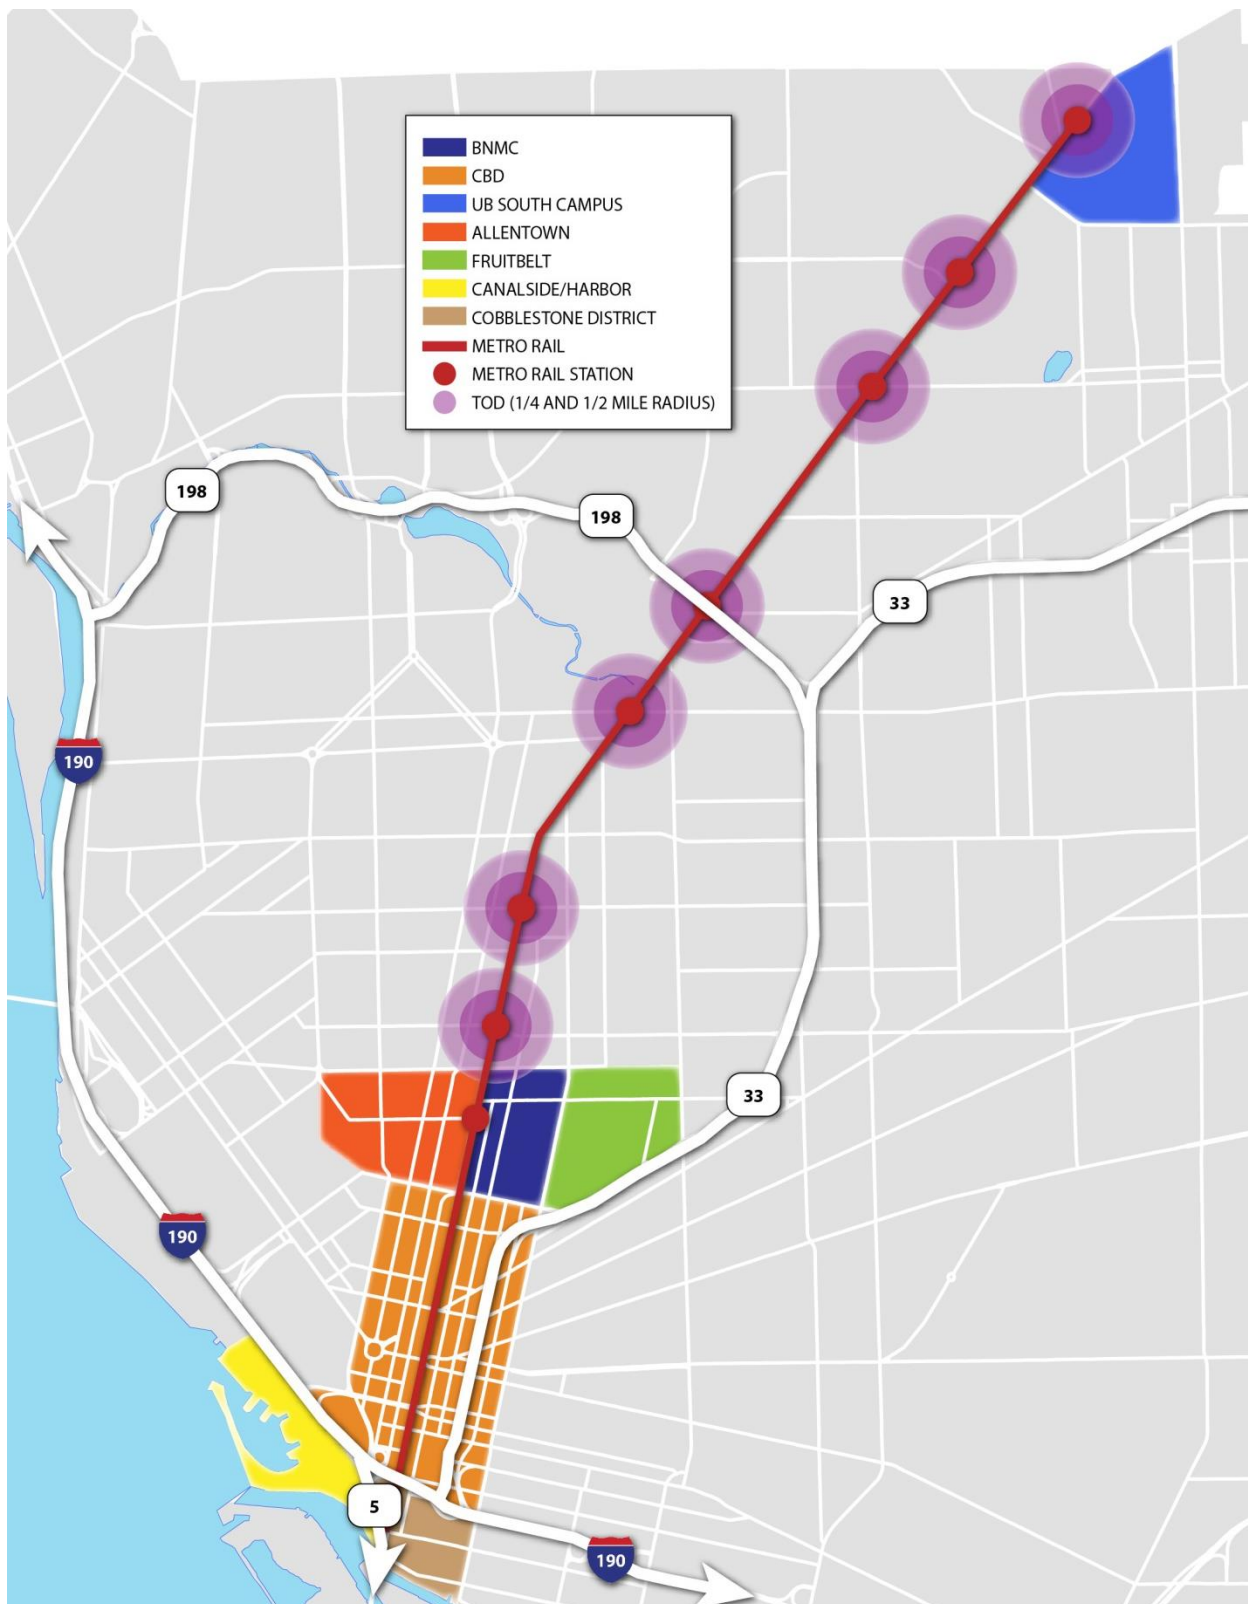 BNMC
CBD
UB SOUTH CAMPUS
ALLENTOWN
FRUITBELT
CANALSIDE/HARBOR
COBBLESTONE DISTRICT
METRO RAIL
METRO RAIL STATION
TOD (1/4 AND 1/2 MILE RADIUS)
198
198
33
190
33
190
5
190